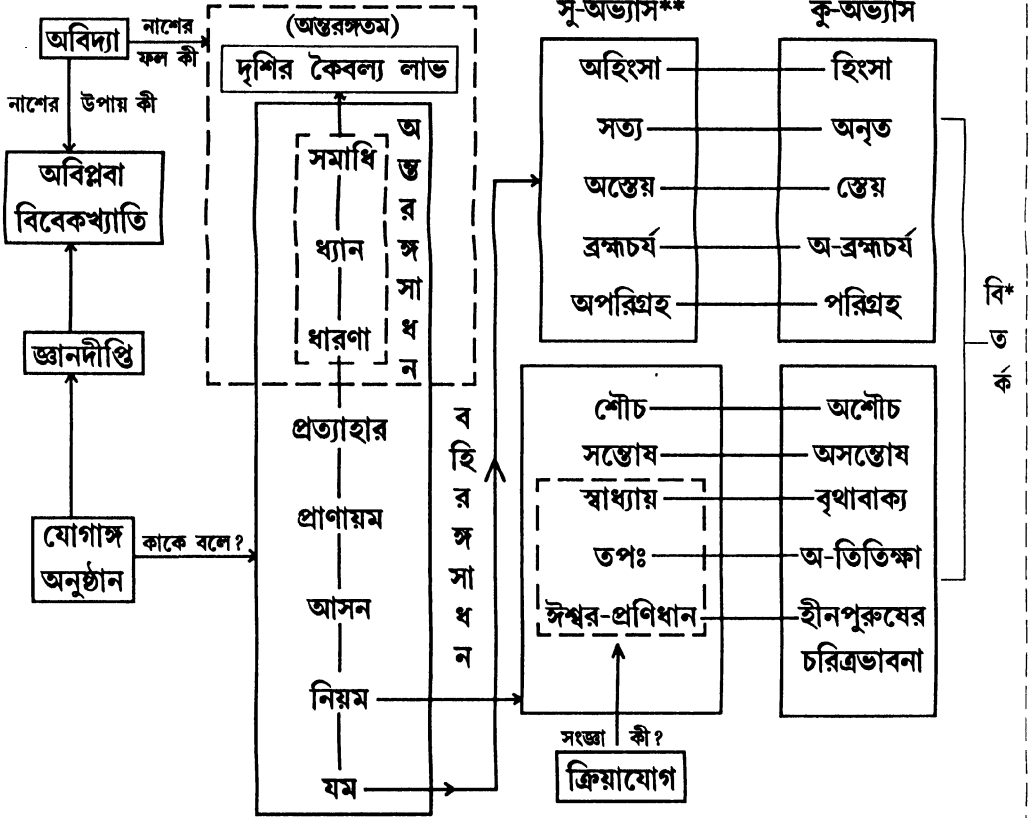 সু-অভ্যাস**
কু-অভ্যাস
অবিদ্যা
নাশের
ফল কী
(অন্তরঙ্গতম)
দৃশির কৈবল্য লাভ
নাশের উপায় কী
অবিপ্লবা
বিবেকখ্যাতি
জ্ঞানদীপ্তি
যোগাঙ্গ
অনুষ্ঠান
কাকে বলে?
সমাধি
ধ্যান
ধারণা
প্রত্যাহার
প্রাণায়ম
আসন
নিয়ম
যম
অন্তরঙ্গসাধন
বহিরঙ্গসাধন
অহিংসা
হিংসা
সত্য
অনৃত
অস্তেয়
স্তেয়
ব্রহ্মচর্য
অ-ব্রহ্মচর্য
অপরিগ্রহ
পরিগ্রহ
শৌচ
অশৌচ
সন্তোষ
অসন্তোষ
স্বাধ্যায়
বৃথাবাক্য
তপঃ
অ-তিতিক্ষা
ঈশ্বর-প্রণিধান
হীনপুরুষের
চরিত্রভাবনা
বি*তর্ক
সংজ্ঞা কী?
ক্রিয়াযোগ